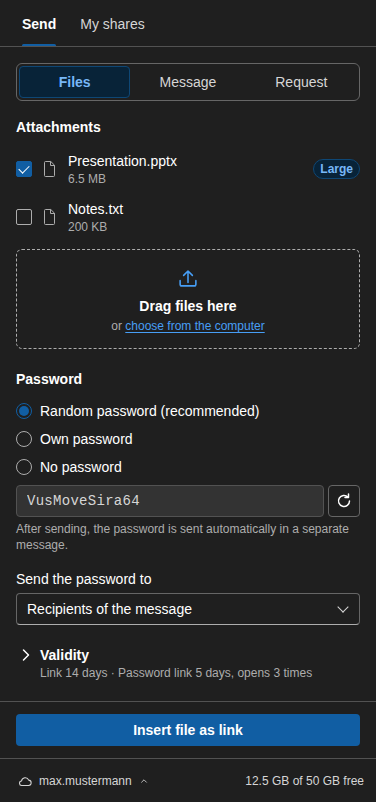 Send My shares
Files Message Request
Attachments
Presentation.pptx
6.5 MB
Large
Notes.txt
200 KB
Drag files here
or choose from the computer
Password
Random password (recommended)
Own password
No password
VusMoveSira64
After sending, the password is sent automatically in a separate
message.
Send the password to
Recipients of the message
Validity
Link 14 days · Password link 5 days, opens 3 times
Insert file as link
max.mustermann 12.5 GB of 50 GB free